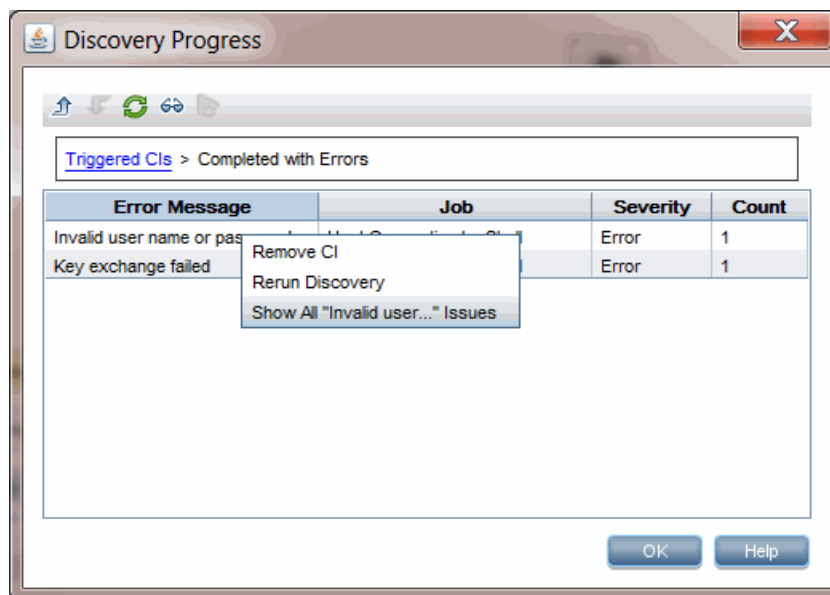 Discovery Progress
Triggered CIs > Completed with Errors
Error Message Job Severity Count
Invalid user name or Error 1
Key exchange failed Error 1
Remove CI
Rerun Discovery
Show All "Invalid user..." Issues
OK Help